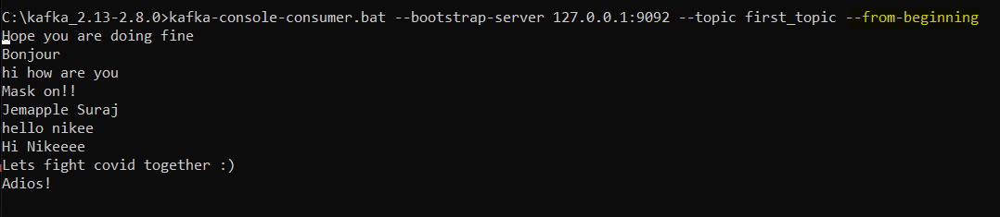 C:\kafka_2.13-2.8.0>kafka-console-consumer.bat --bootstrap-server 127.0.0.1:9092 --topic first_topic --from-beginning
Hope you are doing fine
Bonjour
hi how are you
Mask on!!
Jemapple Suraj
hello nikee
Hi Nikeeee
Lets fight covid together :)
Adios!